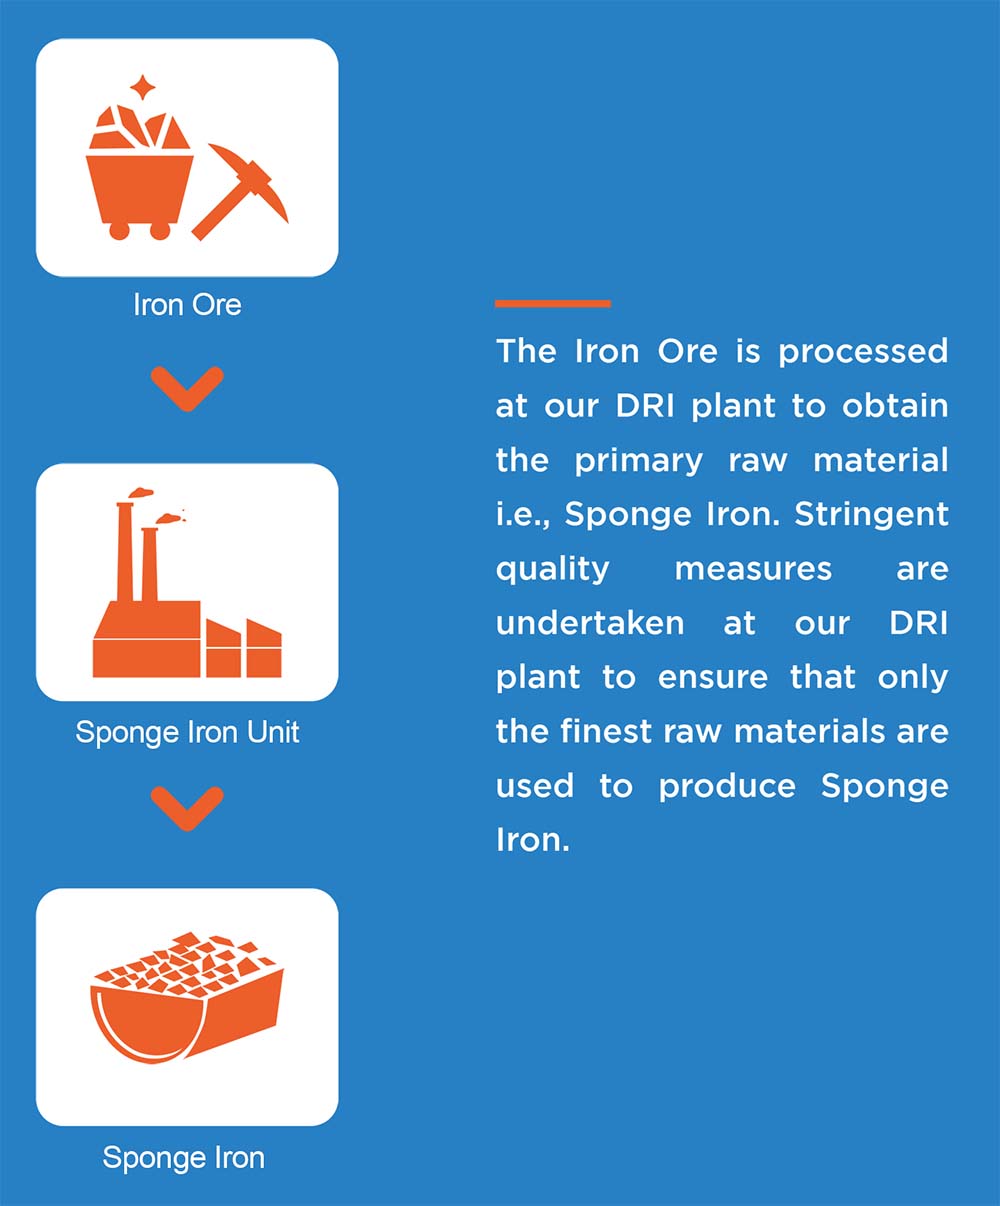 Iron Ore
Sponge Iron Unit
Sponge Iron
The Iron Ore is processed
at our DRI plant to obtain
the primary raw material
i.e., Sponge Iron. Stringent
quality measures are
undertaken at our DRI
plant to ensure that only
the finest raw materials are
used to produce Sponge
Iron.